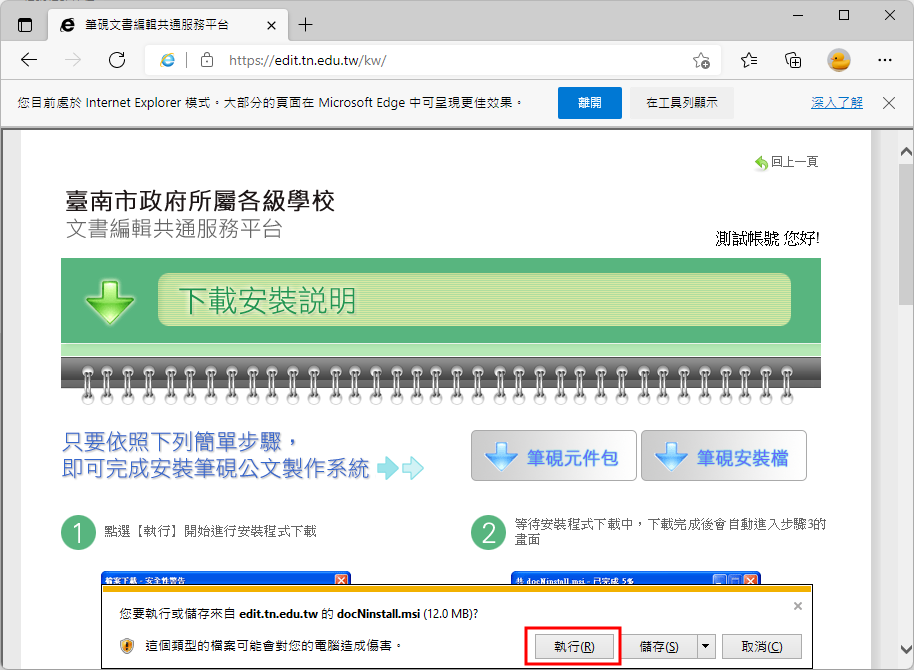 筆硯文書編輯共通服務平台
https://edit.tn.edu.tw/kw/
您目前處於 Internet Explorer 模式。大部分的頁面在 Microsoft Edge 中可呈現更佳效果。
離開
在工具列顯示
深入了解
回上一頁
臺南市政府所屬各級學校
文書編輯共通服務平台
測試帳號 您好!
下載安裝説明
只要依照下列簡單步驟，
即可完成安裝筆硯公文製作系統
筆硯元件包
筆硯安裝檔
1 點選【執行】開始進行安裝程式下載
2 等待安裝程式下載中，下載完成後會自動進入步驟3的
畫面
檔案下載 - 安全性警告
共 docNinstall.msi - 已完成 5%
您要執行或儲存來自 edit.tn.edu.tw 的 docNinstall.msi (12.0 MB)?
這個類型的檔案可能會對您的電腦造成傷害。
執行(R)
儲存(S)
取消(C)